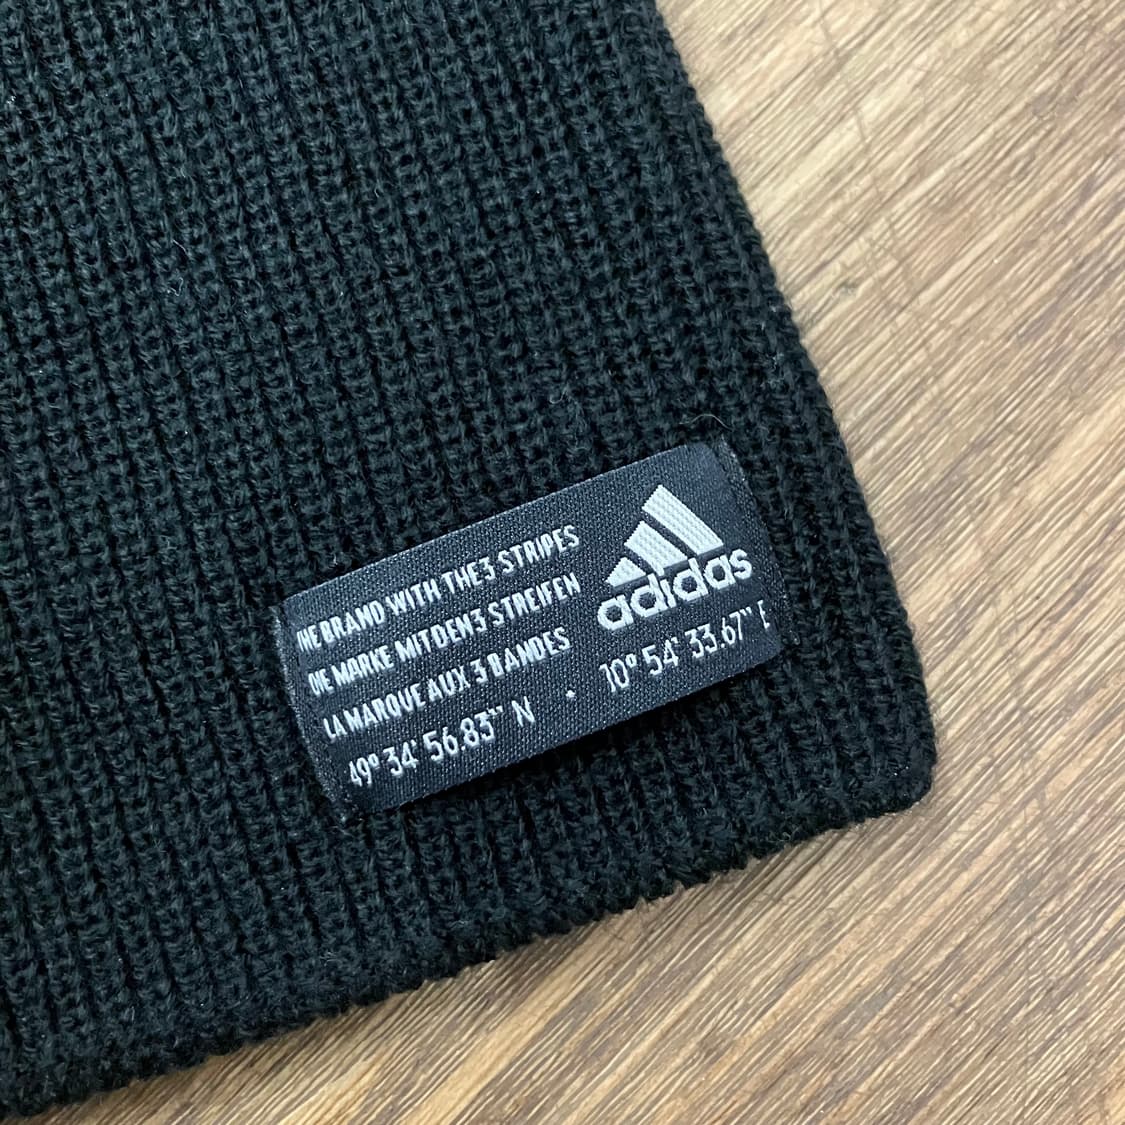 THE BRAND WITH THE 3 STRIPES
DIE MARKE MIT DEN 3 STREIFEN
LA MARQUE AUX 3 BANDES
49° 34' 56.83" N • 10° 54' 33.67" E
adidas